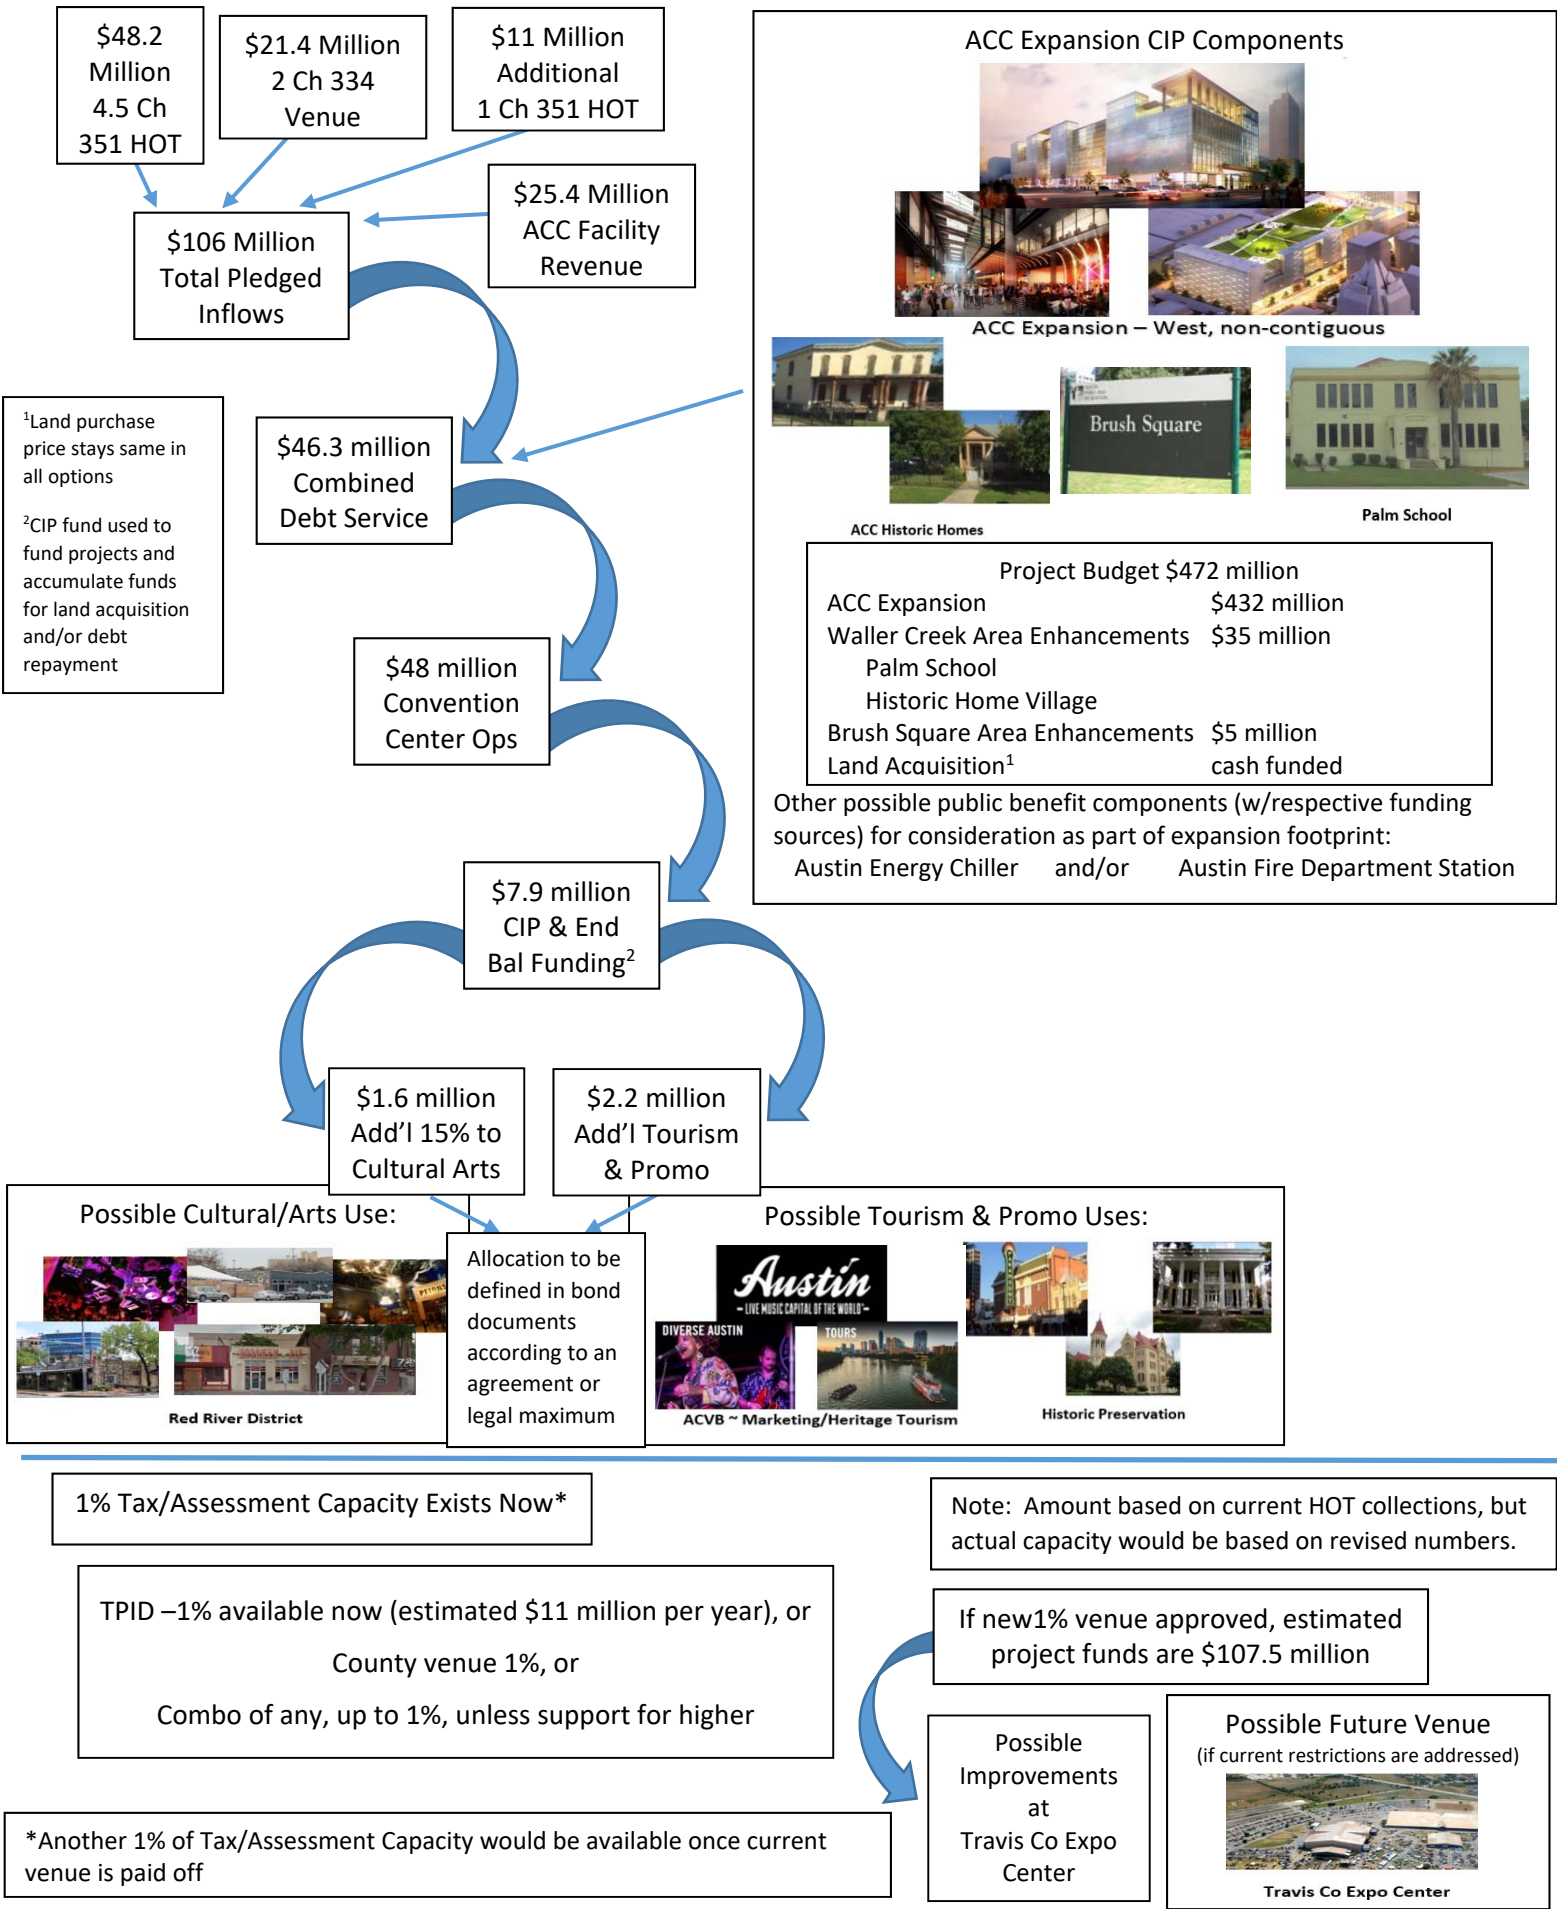 $48.2
Million
4.5 Ch
351 HOT
$21.4 Million
2 Ch 334
Venue
$11 Million
Additional
1 Ch 351 HOT
$25.4 Million
ACC Facility
Revenue
$106 Million
Total Pledged
Inflows
¹Land purchase
price stays same in
all options
²CIP fund used to
fund projects and
accumulate funds
for land acquisition
and/or debt
repayment
$46.3 million
Combined
Debt Service
$48 million
Convention
Center Ops
$7.9 million
CIP & End
Bal Funding²
$1.6 million
Add’l 15% to
Cultural Arts
$2.2 million
Add’l Tourism
& Promo
ACC Expansion CIP Components
ACC Expansion – West, non-contiguous
Brush Square
ACC Historic Homes
Palm School
Project Budget $472 million
ACC Expansion $432 million
Waller Creek Area Enhancements $35 million
Palm School
Historic Home Village
Brush Square Area Enhancements $5 million
Land Acquisition¹ cash funded
Other possible public benefit components (w/respective funding
sources) for consideration as part of expansion footprint:
Austin Energy Chiller and/or Austin Fire Department Station
Possible Cultural/Arts Use:
Red River District
Allocation to be
defined in bond
documents
according to an
agreement or
legal maximum
Possible Tourism & Promo Uses:
Austin
LIVE MUSIC CAPITAL OF THE WORLD
DIVERSE AUSTIN
TOURS
ACVB ~ Marketing/Heritage Tourism
Historic Preservation
1% Tax/Assessment Capacity Exists Now*
Note: Amount based on current HOT collections, but
actual capacity would be based on revised numbers.
TPID –1% available now (estimated $11 million per year), or
County venue 1%, or
Combo of any, up to 1%, unless support for higher
If new1% venue approved, estimated
project funds are $107.5 million
Possible
Improvements
at
Travis Co Expo
Center
Possible Future Venue
(if current restrictions are addressed)
Travis Co Expo Center
*Another 1% of Tax/Assessment Capacity would be available once current
venue is paid off